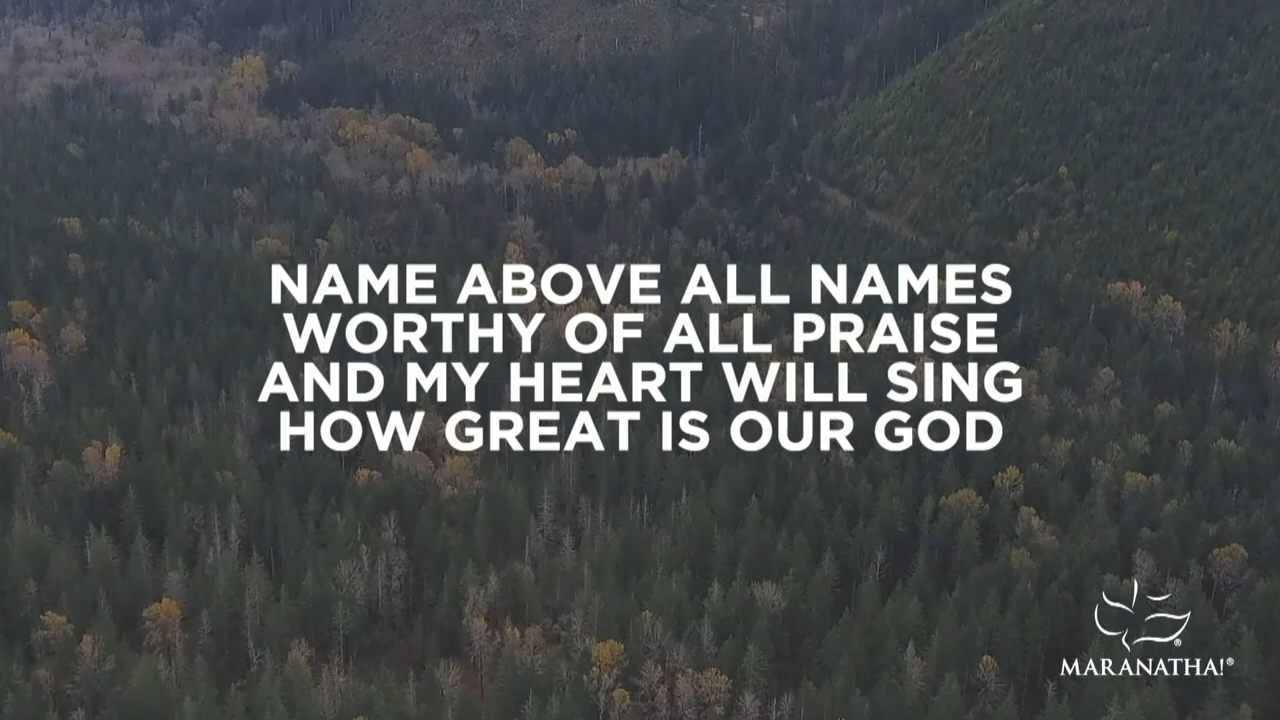 NAME ABOVE ALL NAMES
WORTHY OF ALL PRAISE
AND MY HEART WILL SING
HOW GREAT IS OUR GOD
MARANATHA!®